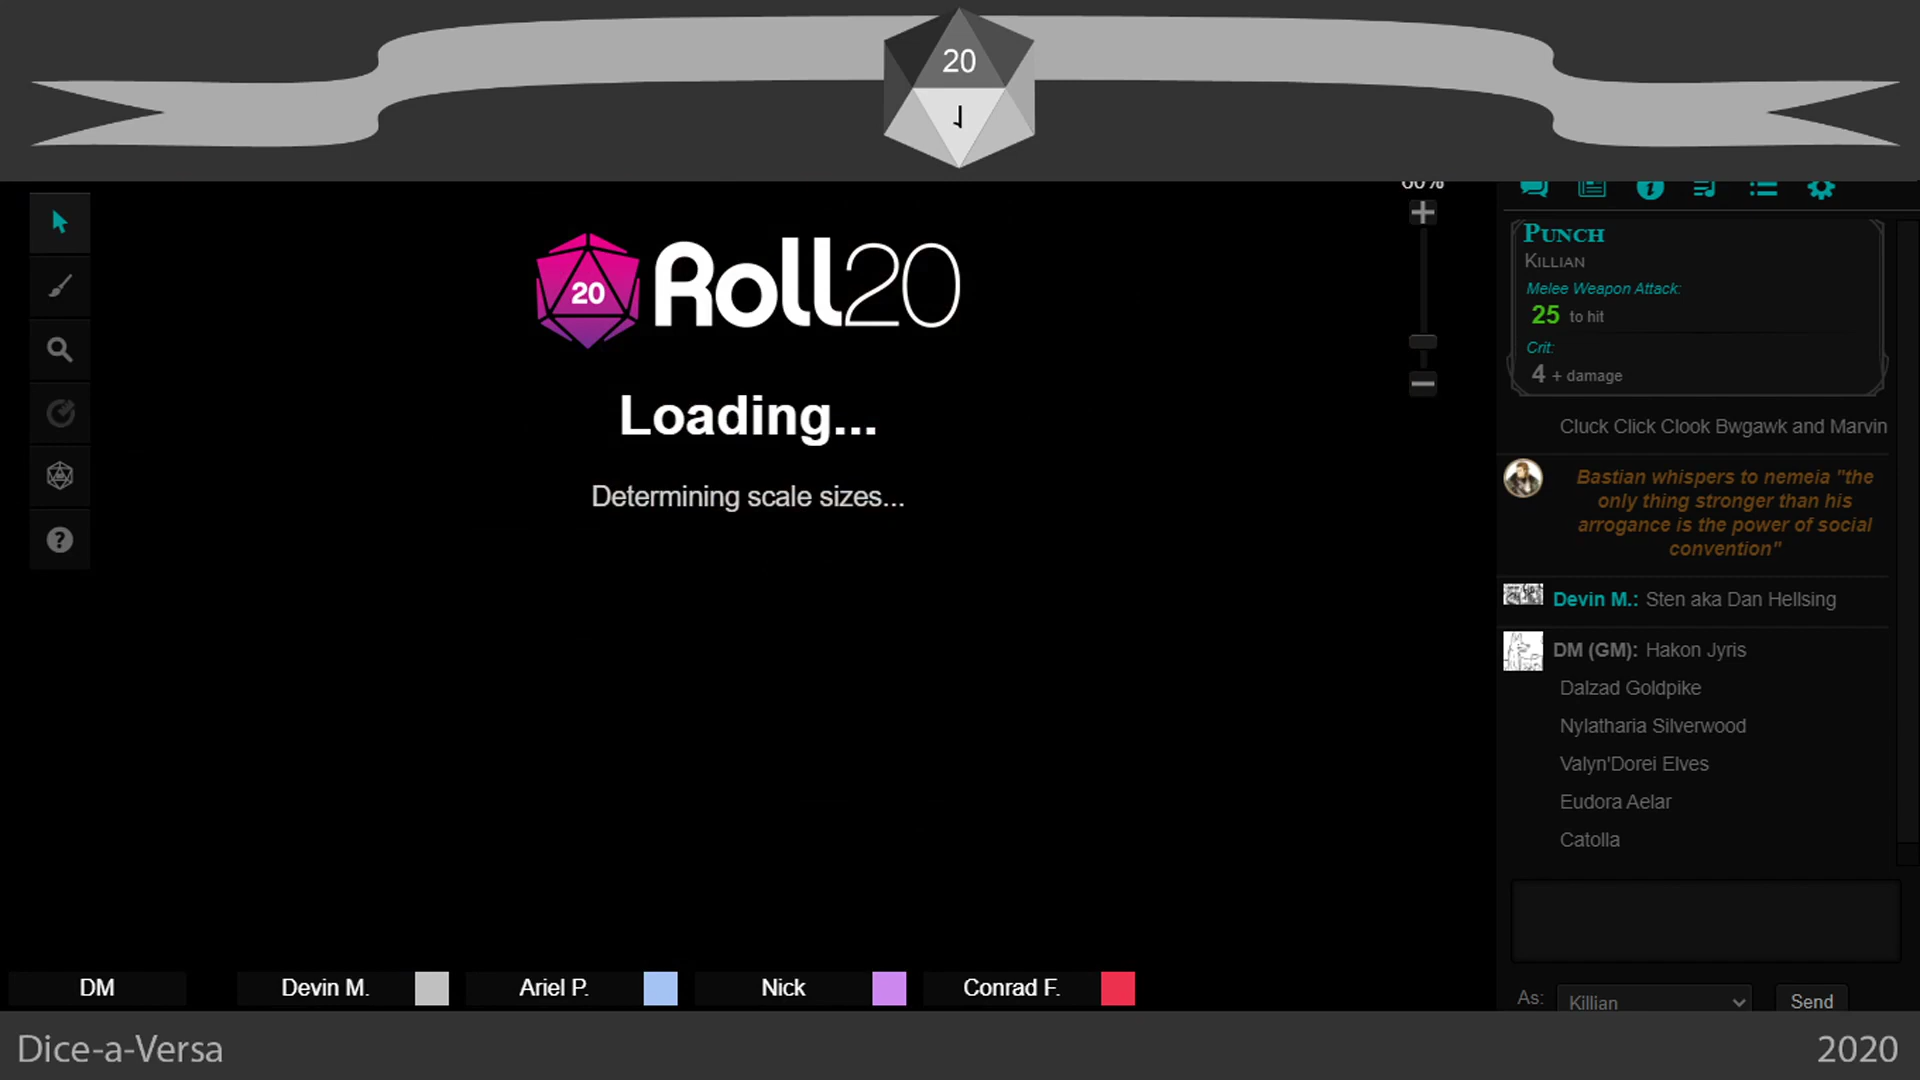 20
1
60%
PUNCH
KILLIAN
Melee Weapon Attack:
25 to hit
Crit:
4 + damage
20
Roll20
Loading...
Determining scale sizes...
Cluck Click Clook Bwgawk and Marvin
Bastian whispers to nemeia "the
only thing stronger than his
arrogance is the power of social
convention"
Devin M.: Sten aka Dan Hellsing
DM (GM): Hakon Jyris
Dalzad Goldpike
Nylatharia Silverwood
Valyn'Dorei Elves
Eudora Aelar
Catolla
DM
Devin M.
Ariel P.
Nick
Conrad F.
As: Killian Send
Dice-a-Versa
2020